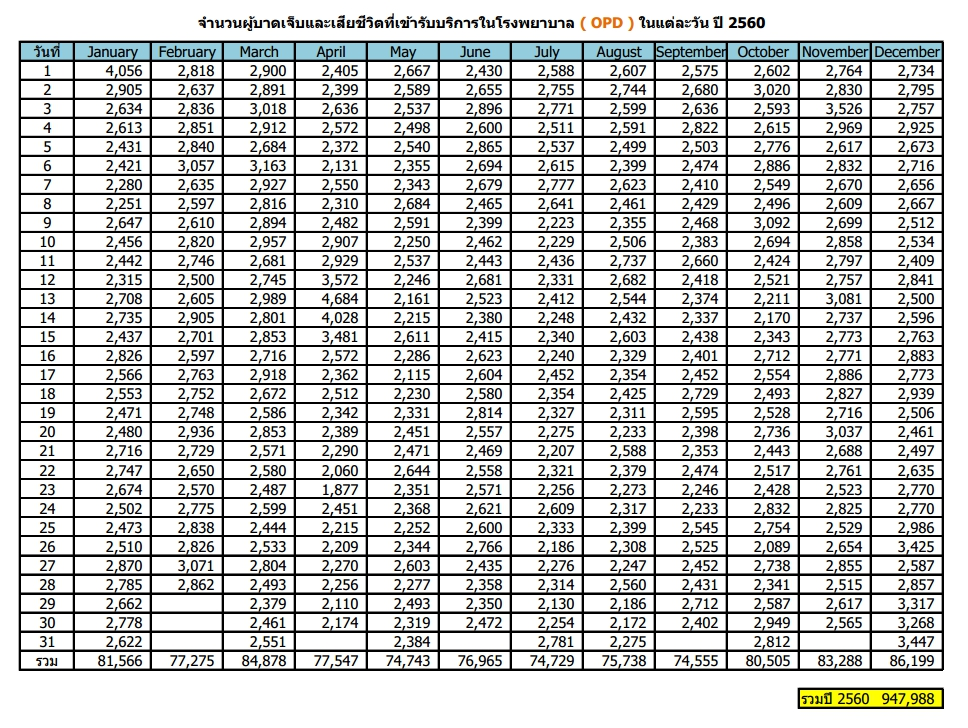 จำนวนผู้บาดเจ็บและเสียชีวิตที่เข้ารับบริการในโรงพยาบาล ( OPD ) ในแต่ละวัน ปี 2560
วันที่ January February March April May June July August September October November December
1 4,056 2,818 2,900 2,405 2,667 2,430 2,588 2,607 2,575 2,602 2,764 2,734
2 2,905 2,637 2,891 2,399 2,589 2,655 2,755 2,744 2,680 3,020 2,830 2,795
3 2,634 2,836 3,018 2,636 2,537 2,896 2,771 2,599 2,636 2,593 3,526 2,757
4 2,613 2,851 2,912 2,572 2,498 2,600 2,511 2,591 2,822 2,615 2,969 2,925
5 2,431 2,840 2,684 2,372 2,540 2,865 2,537 2,499 2,503 2,776 2,617 2,673
6 2,421 3,057 3,163 2,131 2,355 2,694 2,615 2,399 2,474 2,886 2,832 2,716
7 2,280 2,635 2,927 2,550 2,343 2,679 2,777 2,623 2,410 2,549 2,670 2,656
8 2,251 2,597 2,816 2,310 2,684 2,465 2,641 2,461 2,429 2,496 2,609 2,667
9 2,647 2,610 2,894 2,482 2,591 2,399 2,223 2,355 2,468 3,092 2,699 2,512
10 2,456 2,820 2,957 2,907 2,250 2,462 2,229 2,506 2,383 2,694 2,858 2,534
11 2,442 2,746 2,681 2,929 2,537 2,443 2,436 2,737 2,660 2,424 2,797 2,409
12 2,315 2,500 2,745 3,572 2,246 2,681 2,331 2,682 2,418 2,521 2,757 2,841
13 2,708 2,605 2,989 4,684 2,161 2,523 2,412 2,544 2,374 2,211 3,081 2,500
14 2,735 2,905 2,801 4,028 2,215 2,380 2,248 2,432 2,337 2,170 2,737 2,596
15 2,437 2,701 2,853 3,481 2,611 2,415 2,340 2,603 2,438 2,343 2,773 2,763
16 2,826 2,597 2,716 2,572 2,286 2,623 2,240 2,329 2,401 2,712 2,771 2,883
17 2,566 2,763 2,918 2,362 2,115 2,604 2,452 2,354 2,452 2,554 2,886 2,773
18 2,553 2,752 2,672 2,512 2,230 2,580 2,354 2,425 2,729 2,493 2,827 2,939
19 2,471 2,748 2,586 2,342 2,331 2,814 2,327 2,311 2,595 2,528 2,716 2,506
20 2,480 2,936 2,853 2,389 2,451 2,557 2,275 2,233 2,398 2,736 3,037 2,461
21 2,716 2,729 2,571 2,290 2,471 2,469 2,207 2,588 2,353 2,443 2,688 2,497
22 2,747 2,650 2,580 2,060 2,644 2,558 2,321 2,379 2,474 2,517 2,761 2,635
23 2,674 2,570 2,487 1,877 2,351 2,571 2,256 2,273 2,246 2,428 2,523 2,770
24 2,502 2,775 2,599 2,451 2,368 2,621 2,609 2,317 2,233 2,832 2,825 2,770
25 2,473 2,838 2,444 2,215 2,252 2,600 2,333 2,399 2,545 2,754 2,529 2,986
26 2,510 2,826 2,533 2,209 2,344 2,766 2,186 2,308 2,525 2,089 2,654 3,425
27 2,870 3,071 2,804 2,270 2,603 2,435 2,276 2,247 2,452 2,738 2,855 2,587
28 2,785 2,862 2,493 2,256 2,277 2,358 2,314 2,560 2,431 2,341 2,515 2,857
29 2,662 2,379 2,110 2,493 2,350 2,130 2,186 2,712 2,587 2,617 3,317
30 2,778 2,461 2,174 2,319 2,472 2,254 2,172 2,402 2,949 2,565 3,268
31 2,622 2,551 2,384 2,781 2,275 2,812 3,447
รวม 81,566 77,275 84,878 77,547 74,743 76,965 74,729 75,738 74,555 80,505 83,288 86,199
รวมปี 2560 947,988